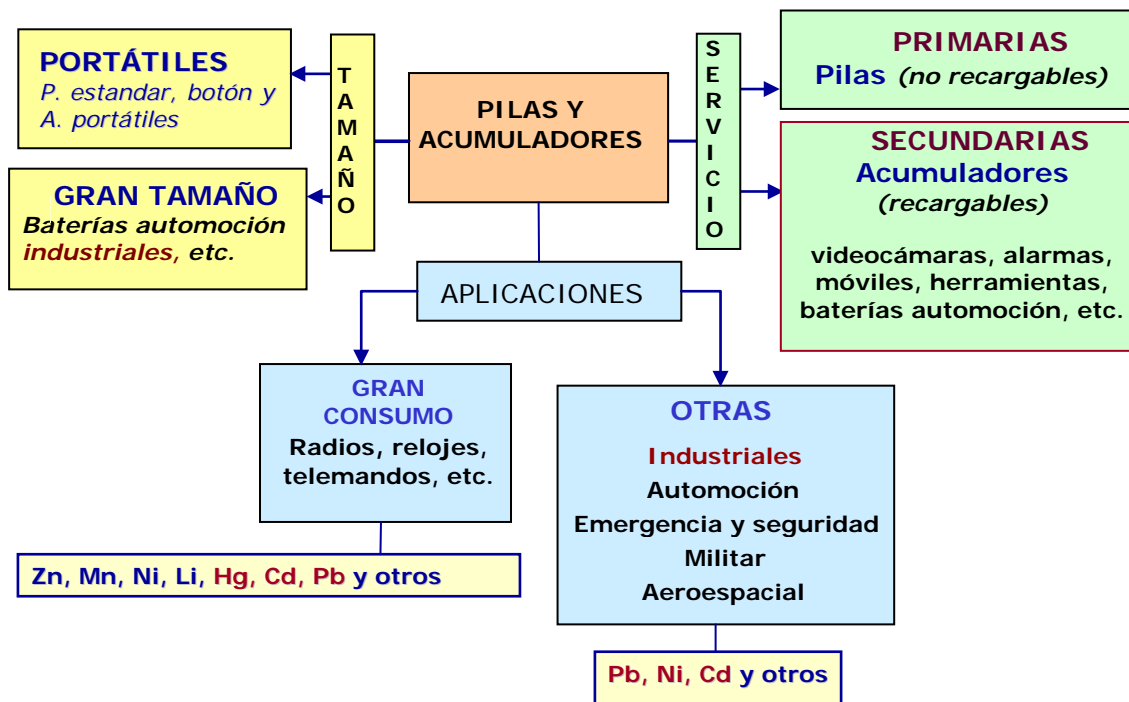 PORTÁTILES
P. estandar, botón y
A. portátiles
GRAN TAMAÑO
Baterías automoción
industriales, etc.
TAMAÑO
PILAS Y
ACUMULADORES
SERVICIO
PRIMARIAS
Pilas (no recargables)
SECUNDARIAS
Acumuladores
(recargables)
videocámaras, alarmas,
móviles, herramientas,
baterías automoción, etc.
APLICACIONES
GRAN
CONSUMO
Radios, relojes,
telemandos, etc.
Zn, Mn, Ni, Li, Hg, Cd, Pb y otros
OTRAS
Industriales
Automoción
Emergencia y seguridad
Militar
Aeroespacial
Pb, Ni, Cd y otros